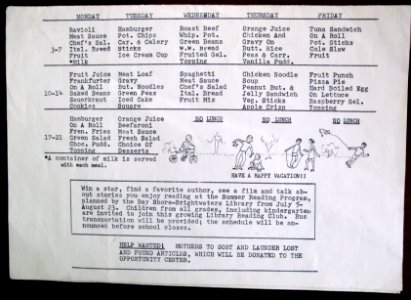 MONDAY TUESDAY WEDNESDAY THURSDAY FRIDAY
Ravioli Hamburger Roast Beef Orange Juice Tuna Sandwich
Meat Sauce Pot. Chips Whip. Pot. Chicken And On A Roll
Chef's Sal. Car. & Celery Green Beans Gravy On Pot. Sticks
3-7 Ital. Bread Sticks w.w. Bread Butt. Rice Cole Slaw
Fruit Ice Cream Cup Fruited Gel. Peas & Carr. Fruit
*Milk Topping Vanilla Pudd.
Fruit Juice Meat Loaf Spaghetti Chicken Noodle Fruit Punch
Frankfurter Gravy Meat Sauce Soup Pizza Pie
On A Roll But. Noodles Chef's Salad Peanut But. & Hard Boiled Egg
10-14 Baked Beans Green Peas Ital. Bread Jelly Sandwich On Lettuce
Sauerkraut Iced Cake Fruit Mix Veg. Sticks Raspberry Gel.
Cookies Square Apple Crisp Topping
Hamburger Orange Juice NO LUNCH NO LUNCH NO LUNCH
On A Roll Beefaroni
Fren. Fries Meat Sauce
17-21 Green Salad Fresh Salad
Choc. Pudd. Choice Of
Topping Desserts
*A container of milk is served
with each meal.
HAVE A HAPPY VACATION!!
Win a star, find a favorite author, see a film and talk ab-
out stories you enjoy reading at the Summer Reading Program,
planned by the Bay Shore-Brightwaters Library from July 5-
August 23. Children from all grades, including kindergarten
are invited to join this growing Library Reading Club. Bus
transportation will be provided; the schedule will be an-
nounced before school closes.
HELP WANTED! MOTHERS TO SORT AND LAUNDER LOST
AND FOUND ARTICLES, WHICH WILL BE DONATED TO THE
OPPORTUNITY CENTER.